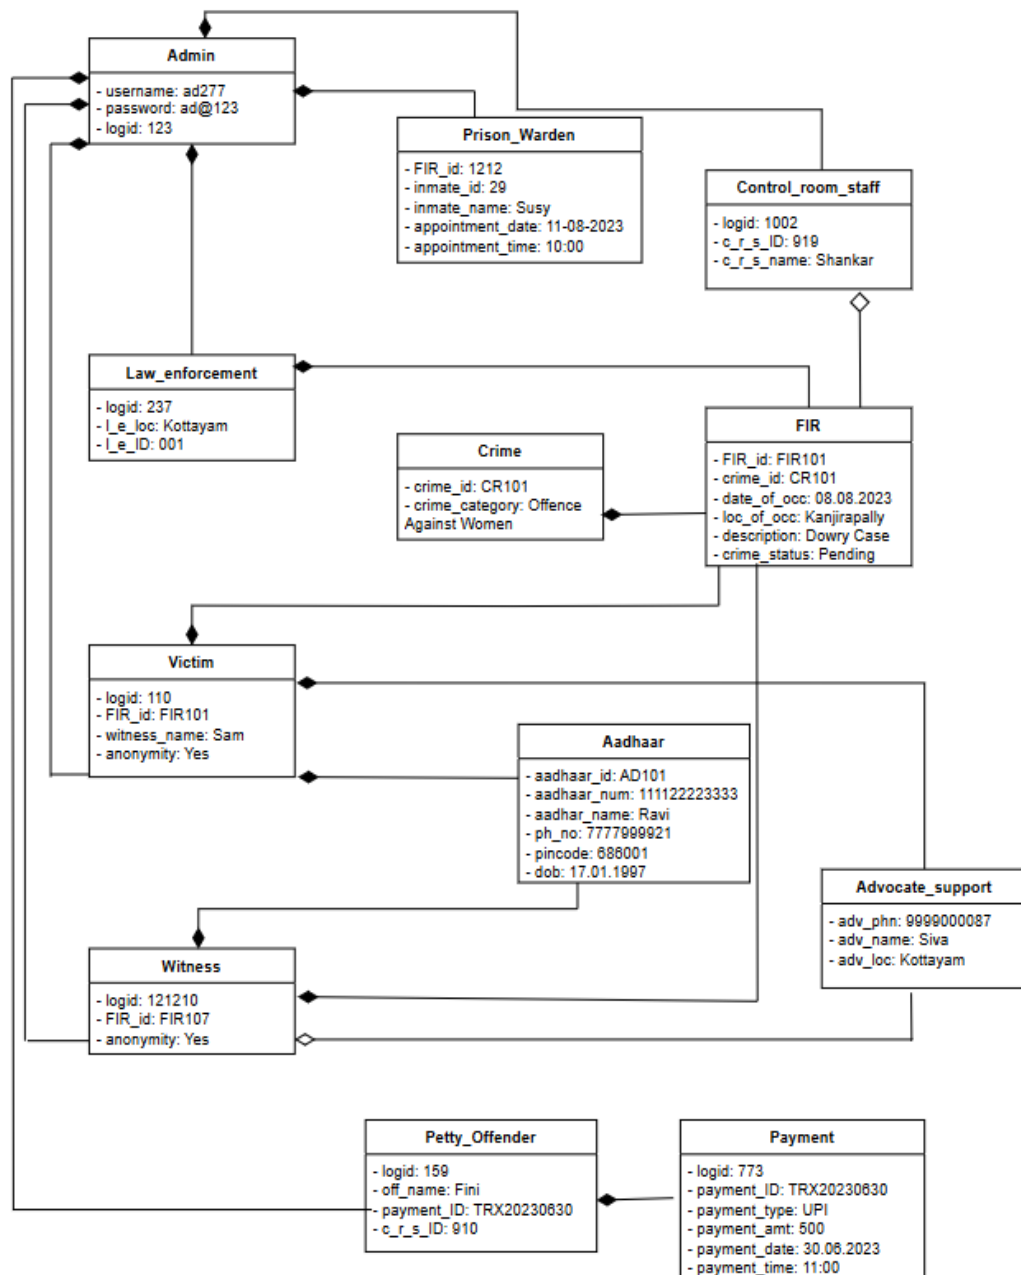 Admin
- username: ad277
- password: ad@123
- logid: 123
Prison_Warden
- FIR_id: 1212
- inmate_id: 29
- inmate_name: Susy
- appointment_date: 11-08-2023
- appointment_time: 10:00
Control_room_staff
- logid: 1002
- c_r_s_ID: 919
- c_r_s_name: Shankar
Law_enforcement
- logid: 237
- l_e_loc: Kottayam
- l_e_ID: 001
Crime
- crime_id: CR101
- crime_category: Offence
Against Women
FIR
- FIR_id: FIR101
- crime_id: CR101
- date_of_occ: 08.08.2023
- loc_of_occ: Kanjirapally
- description: Dowry Case
- crime_status: Pending
Victim
- logid: 110
- FIR_id: FIR101
- witness_name: Sam
- anonymity: Yes
Aadhaar
- aadhaar_id: AD101
- aadhaar_num: 111122223333
- aadhar_name: Ravi
- ph_no: 7777999921
- pincode: 686001
- dob: 17.01.1997
Advocate_support
- adv_phn: 9999000087
- adv_name: Siva
- adv_loc: Kottayam
Witness
- logid: 121210
- FIR_id: FIR107
- anonymity: Yes
Petty_Offender
- logid: 159
- off_name: Fini
- payment_ID: TRX20230630
- c_r_s_ID: 910
Payment
- logid: 773
- payment_ID: TRX20230630
- payment_type: UPI
- payment_amt: 500
- payment_date: 30.06.2023
- payment_time: 11:00